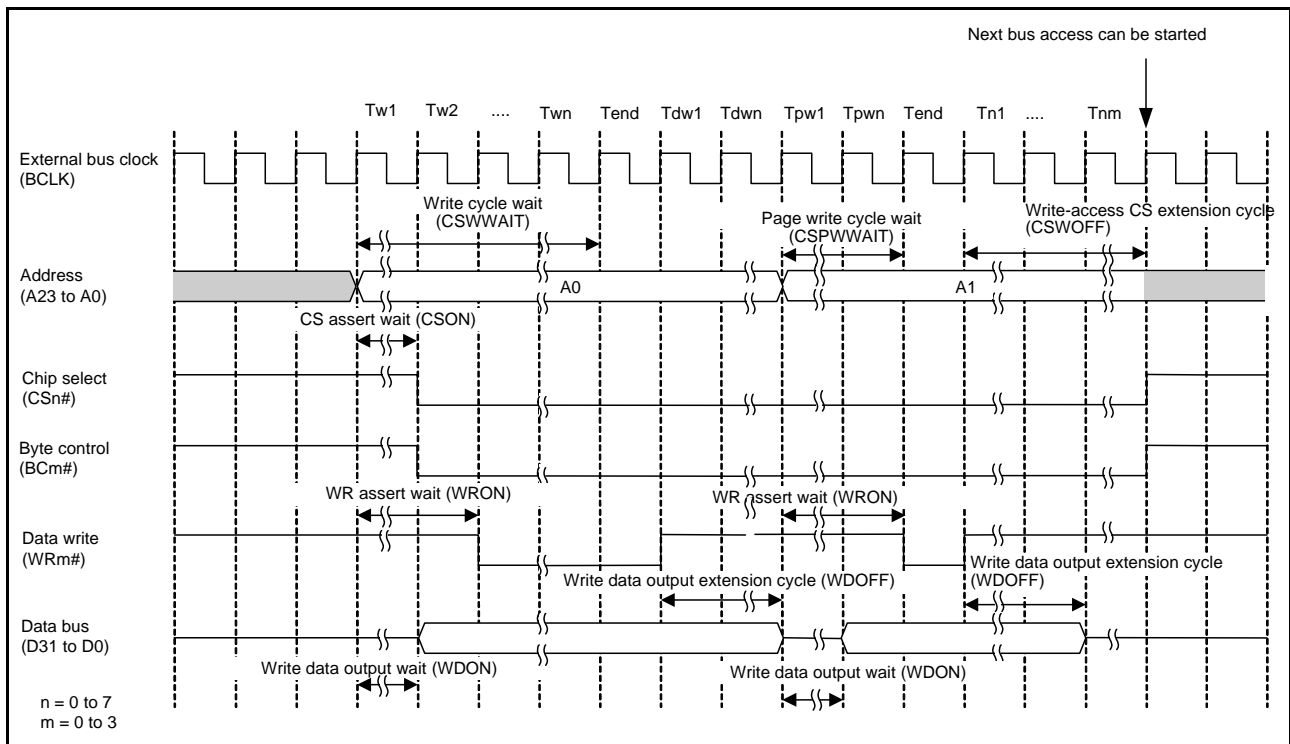 Next bus access can be started
Tw1 Tw2 .... Twn Tend Tdw1 Tdwn Tpw1 Tpwn Tend Tn1 .... Tnm
External bus clock
(BCLK)
Write cycle wait
(CSWWAIT)
Page write cycle wait
(CSPWWAIT)
Write-access CS extension cycle
(CSWOFF)
Address
(A23 to A0)
A0
A1
CS assert wait (CSON)
Chip select
(CSn#)
Byte control
(BCm#)
WR assert wait (WRON)
WR assert wait (WRON)
Data write
(WRm#)
Write data output extension cycle (WDOFF)
Write data output extension cycle
(WDOFF)
Data bus
(D31 to D0)
Write data output wait (WDON)
Write data output wait (WDON)
n = 0 to 7
m = 0 to 3